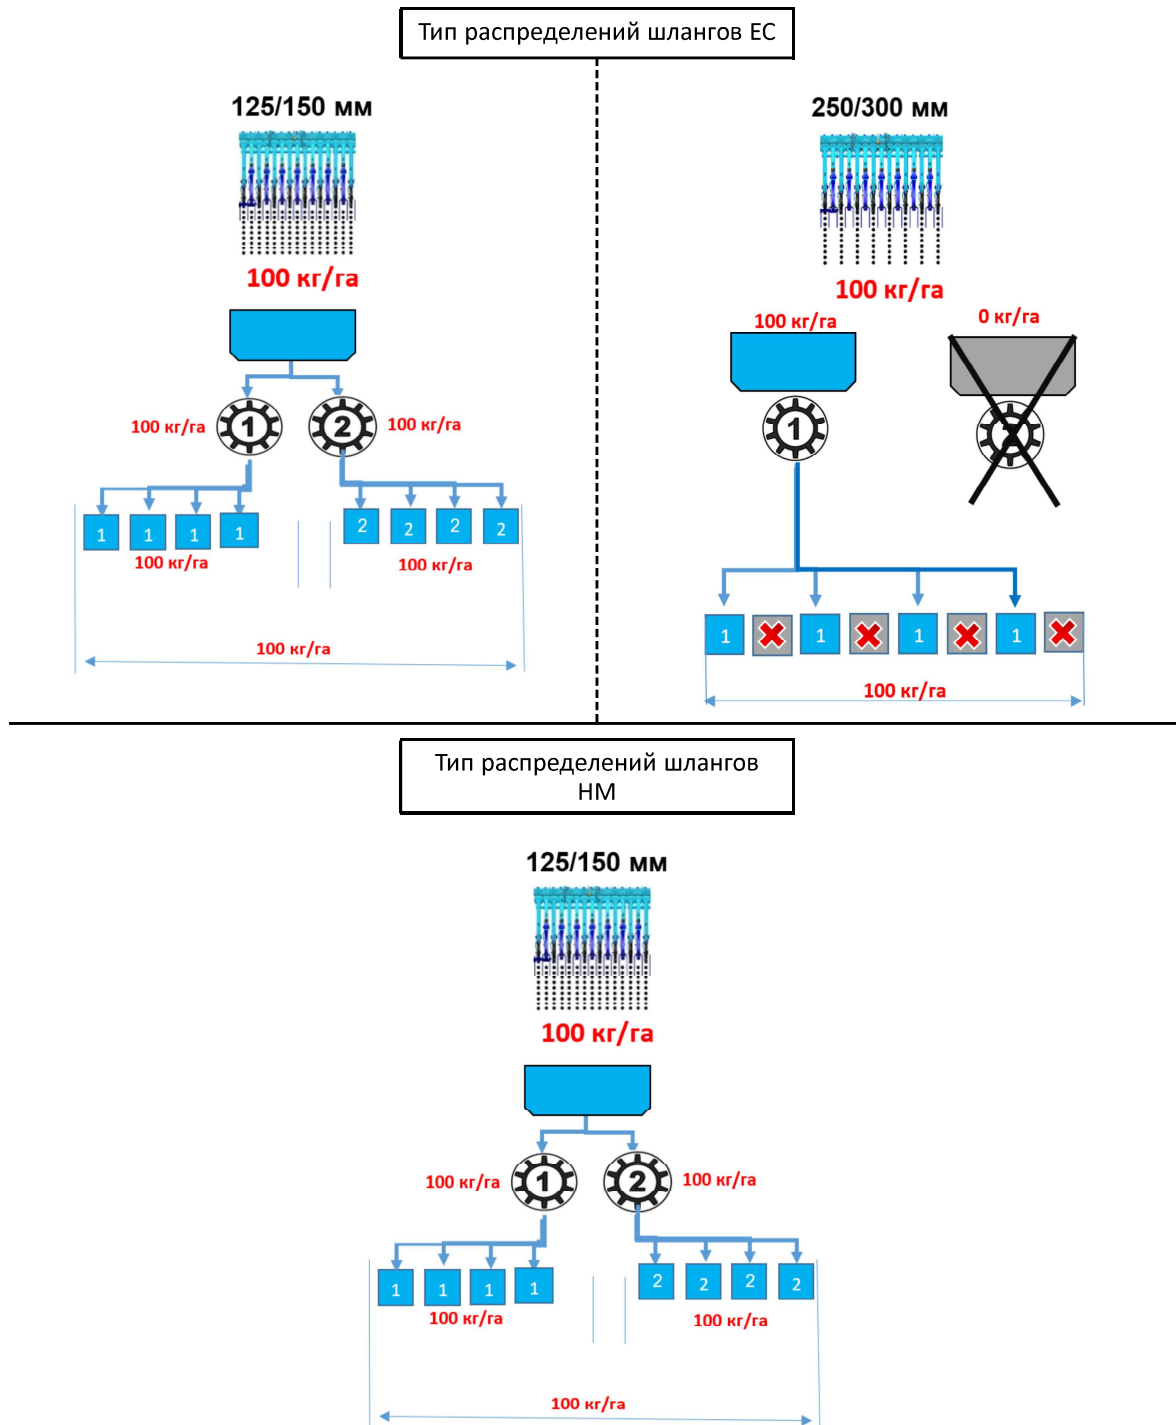 Тип распределений шлангов ЕС
125/150 мм
100 кг/га
100 кг/га
1
2
100 кг/га
1 1 1 1
2 2 2 2
100 кг/га
100 кг/га
100 кг/га
250/300 мм
100 кг/га
100 кг/га
0 кг/га
1
2
1 1 1 1
100 кг/га
Тип распределений шлангов
НМ
125/150 мм
100 кг/га
100 кг/га
1
2
100 кг/га
1 1 1 1
2 2 2 2
100 кг/га
100 кг/га
100 кг/га